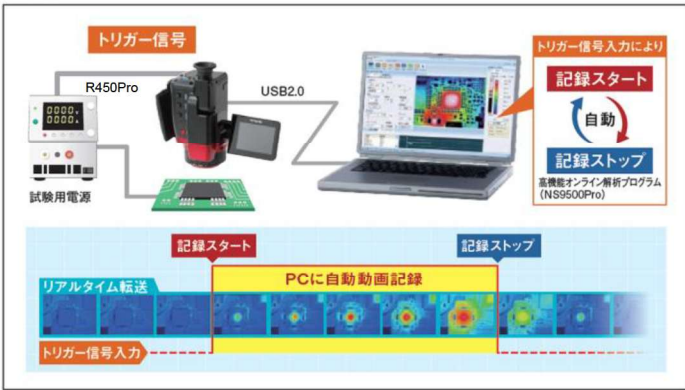 トリガー信号
R450Pro
USB2.0
試験用電源
トリガー信号入力により
記録スタート
自動
記録ストップ
高機能オンライン解析プログラム
(NS9500Pro)
記録スタート
記録ストップ
PCに自動動画記録
リアルタイム転送
トリガー信号入力